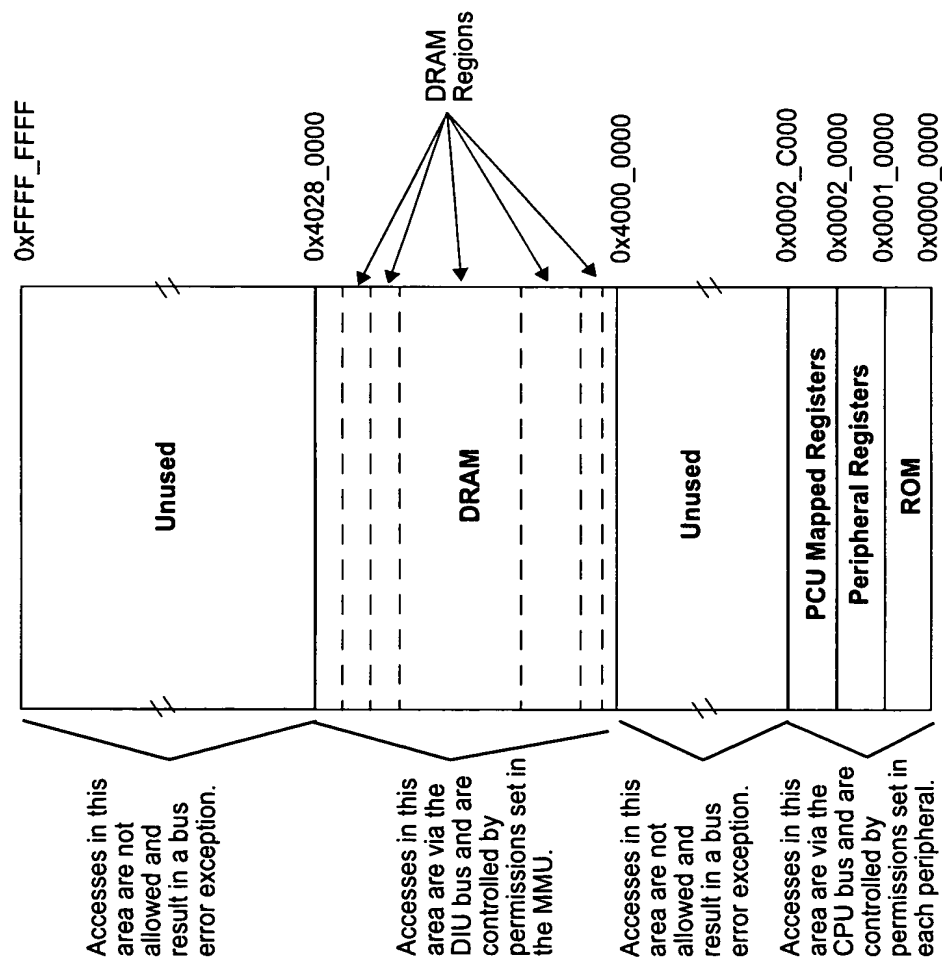 Accesses in this
area are not
allowed and
result in a bus
error exception.
Accesses in this
area are via the
DIU bus and are
controlled by
permissions set in
the MMU.
Accesses in this
area are not
allowed and
result in a bus
error exception.
Accesses in this
area are via the
CPU bus and are
controlled by
permissions set in
each peripheral.
Unused
DRAM
Unused
PCU Mapped Registers
Peripheral Registers
ROM
0xFFFF_FFFF
0x4028_0000
0x4000_0000
0x0002_C000
0x0002_0000
0x0001_0000
0x0000_0000
DRAM
Regions